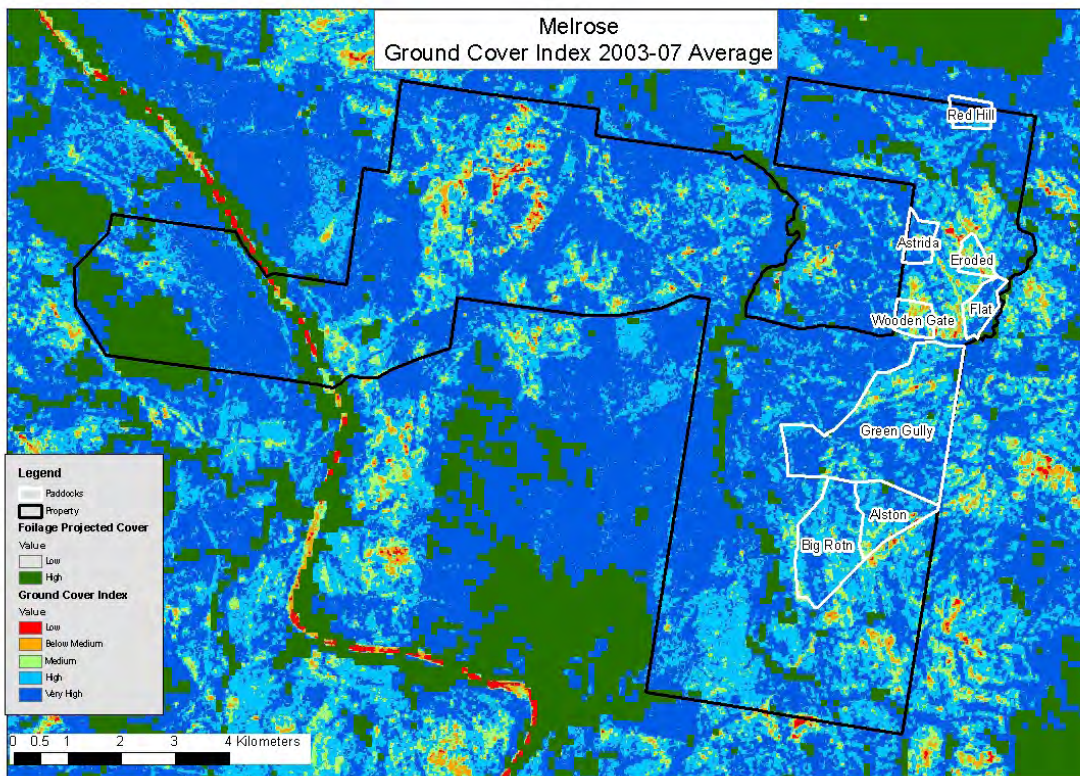 Melrose
Ground Cover Index 2003-07 Average
Red Hill
Astrida
Eroded
Wooden Gate
Flat
Green Gully
Alston
Big Rotn
Legend
Paddocks
Property
Foilage Projected Cover
Value
Low
High
Ground Cover Index
Value
Low
Below Medium
Medium
High
Very High
0 0.5 1 2 3 4 Kilometers